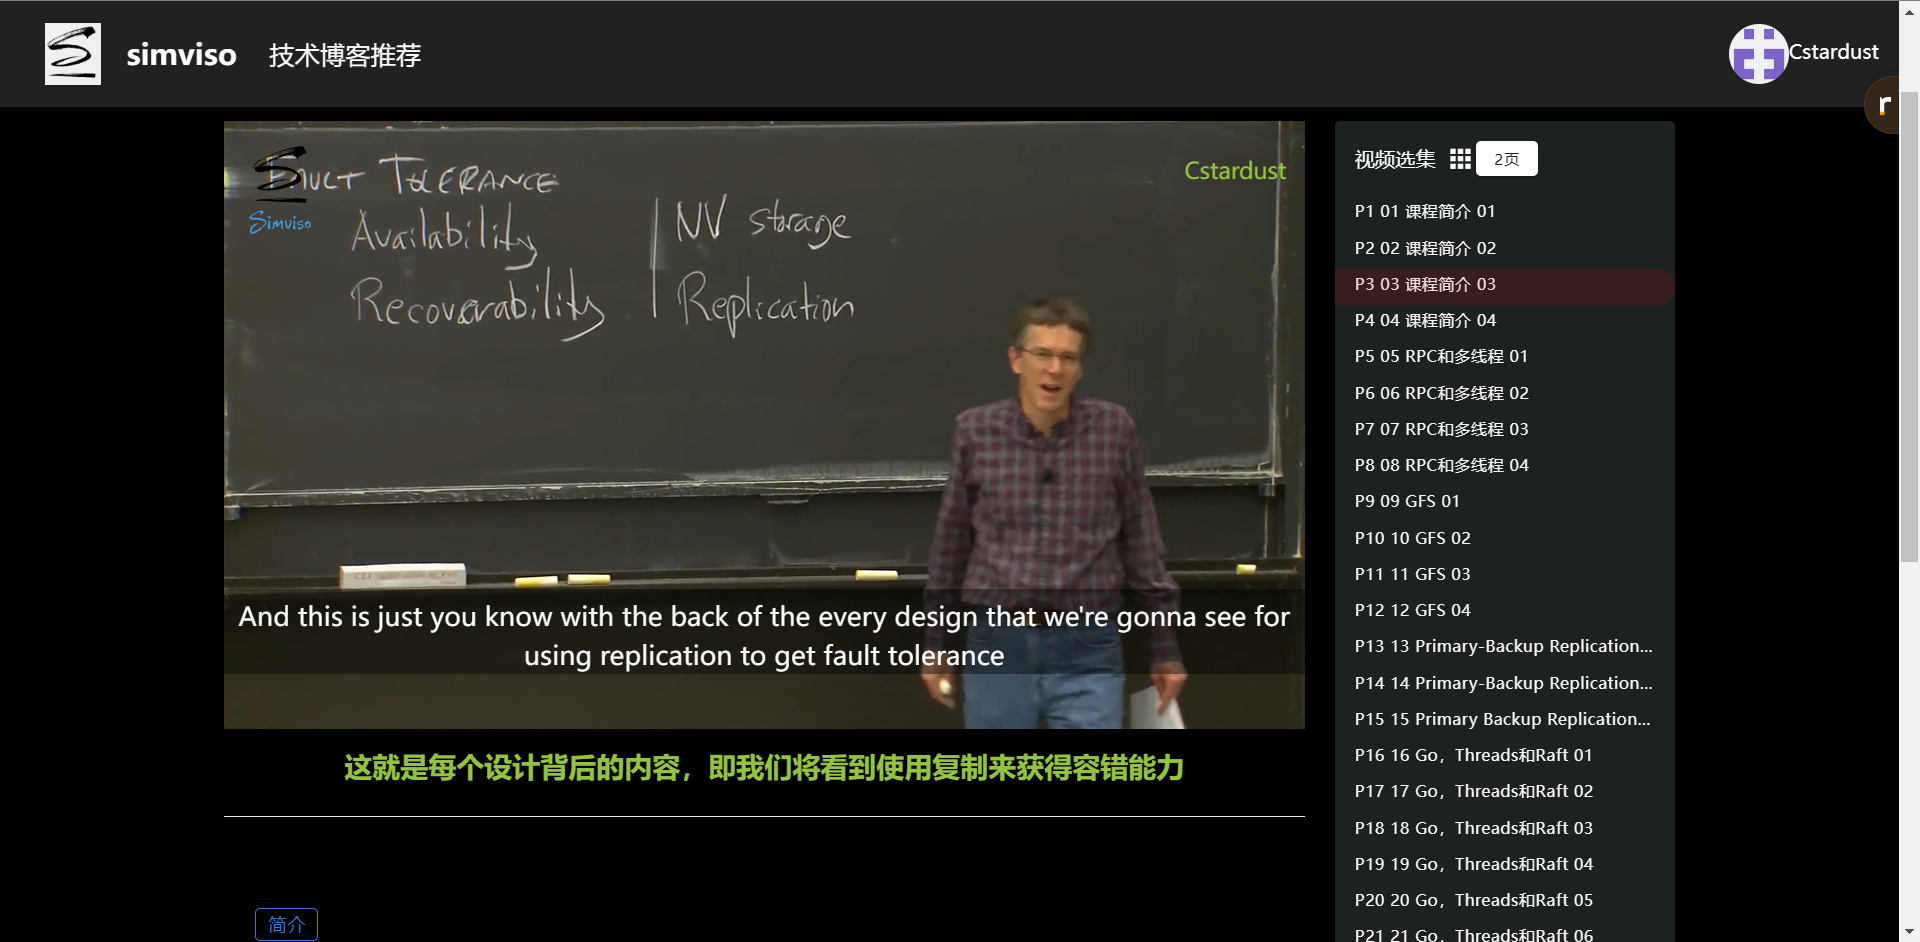 simviso 技术博客推荐
Cstardust
r
FAULT TOLERANCE
Simviso
Cstardust
Availability
NV storage
Recoverability
Replication
And this is just you know with the back of the every design that we're gonna see for
using replication to get fault tolerance
这就是每个设计背后的内容，即我们将看到使用复制来获得容错能力
简介
视频选集 2页
P1 01 课程简介 01
P2 02 课程简介 02
P3 03 课程简介 03
P4 04 课程简介 04
P5 05 RPC和多线程 01
P6 06 RPC和多线程 02
P7 07 RPC和多线程 03
P8 08 RPC和多线程 04
P9 09 GFS 01
P10 10 GFS 02
P11 11 GFS 03
P12 12 GFS 04
P13 13 Primary-Backup Replication...
P14 14 Primary-Backup Replication...
P15 15 Primary Backup Replication...
P16 16 Go，Threads和Raft 01
P17 17 Go，Threads和Raft 02
P18 18 Go，Threads和Raft 03
P19 19 Go，Threads和Raft 04
P20 20 Go，Threads和Raft 05
P21 21 Go，Threads和Raft 06